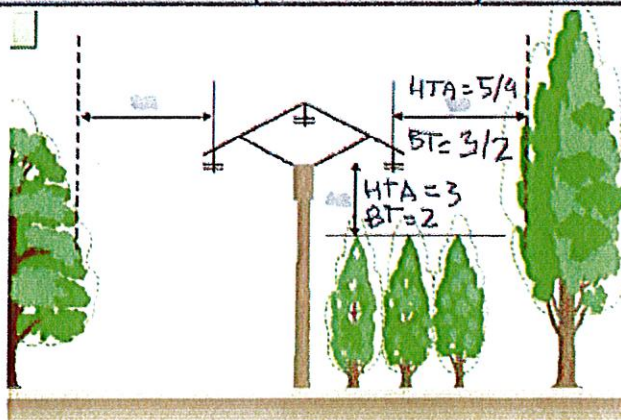 HTA = 5/4
BT = 3/2
HTA = 3
BT = 2